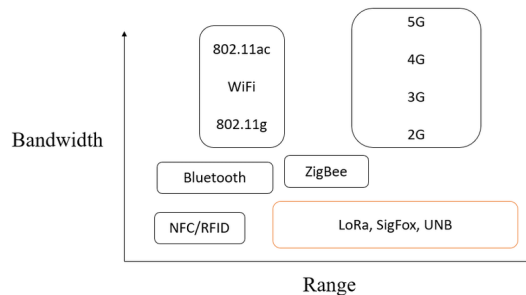 5G
802.11ac
4G
WiFi
3G
802.11g
2G
Bandwidth
ZigBee
Bluetooth
NFC/RFID
LoRa, SigFox, UNB
Range